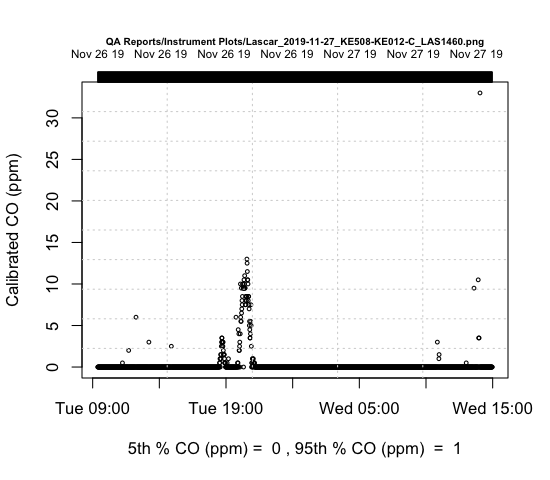 QA Reports/Instrument Plots/Lascar_2019-11-27_KE508-KE012-C_LAS1460.png
Nov 26 19 Nov 26 19 Nov 26 19 Nov 26 19 Nov 27 19 Nov 27 19 Nov 27 19
Calibrated CO (ppm)
30
20
15
10
5
0
Tue 09:00 Tue 19:00 Wed 05:00 Wed 15:00
5th % CO (ppm) = 0 , 95th % CO (ppm) = 1